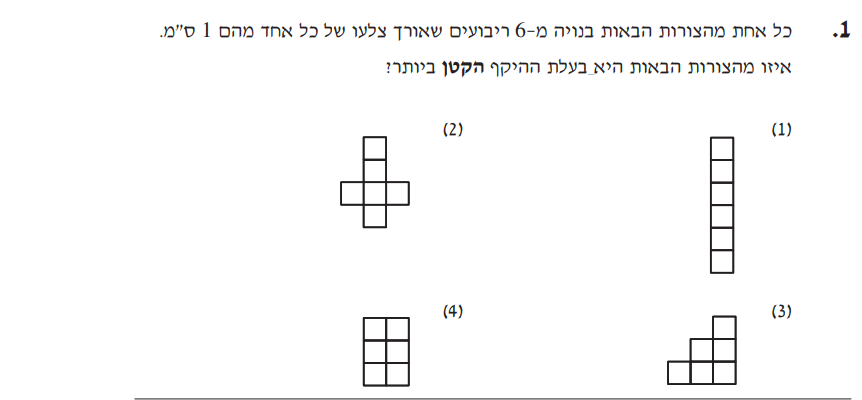 1. כל אחת מהצורות הבאות בנויה מ-6 ריבועים שאורך צלעו של כל אחד מהם 1 ס"מ.
איזו מהצורות הבאות היא בעלת ההיקף הקטן ביותר?
(1) (2)
(3) (4)